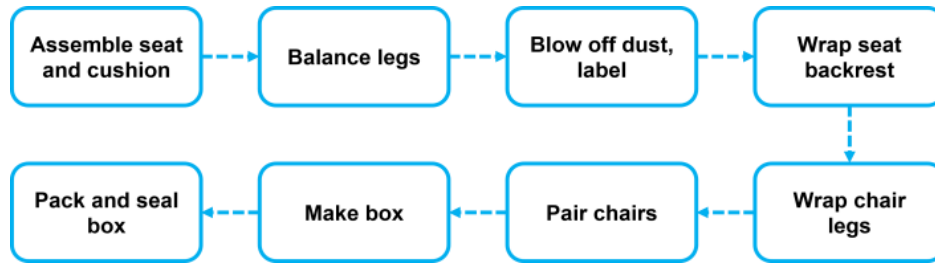 Assemble seat
and cushion
Balance legs
Blow off dust,
label
Wrap seat
backrest
Wrap chair
legs
Pair chairs
Make box
Pack and seal
box